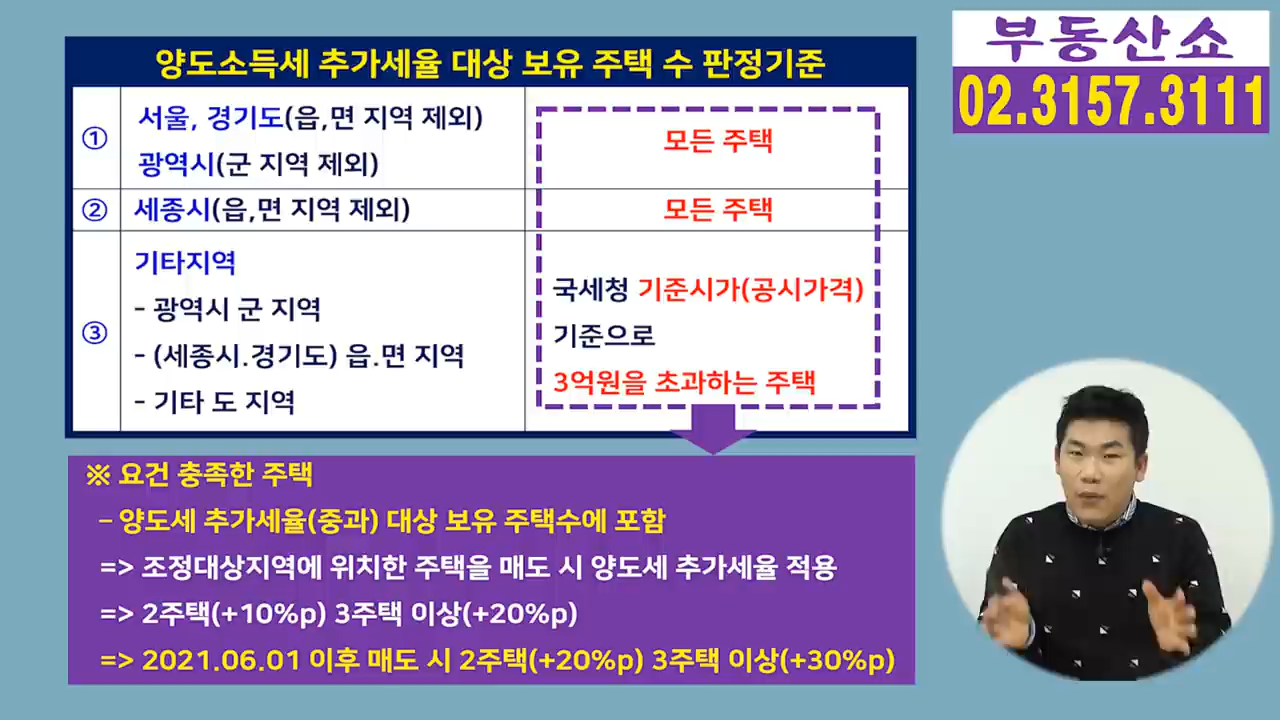 부동산쇼
02.3157.3111
양도소득세 추가세율 대상 보유 주택 수 판정기준
① 서울, 경기도(읍,면 지역 제외)
광역시(군 지역 제외)
모든 주택
② 세종시(읍,면 지역 제외)
모든 주택
③ 기타지역
- 광역시 군 지역
- (세종시.경기도) 읍.면 지역
- 기타 도 지역
국세청 기준시가(공시가격)
기준으로
3억원을 초과하는 주택
※ 요건 충족한 주택
– 양도세 추가세율(중과) 대상 보유 주택수에 포함
=> 조정대상지역에 위치한 주택을 매도 시 양도세 추가세율 적용
=> 2주택(+10%p) 3주택 이상(+20%p)
=> 2021.06.01 이후 매도 시 2주택(+20%p) 3주택 이상(+30%p)